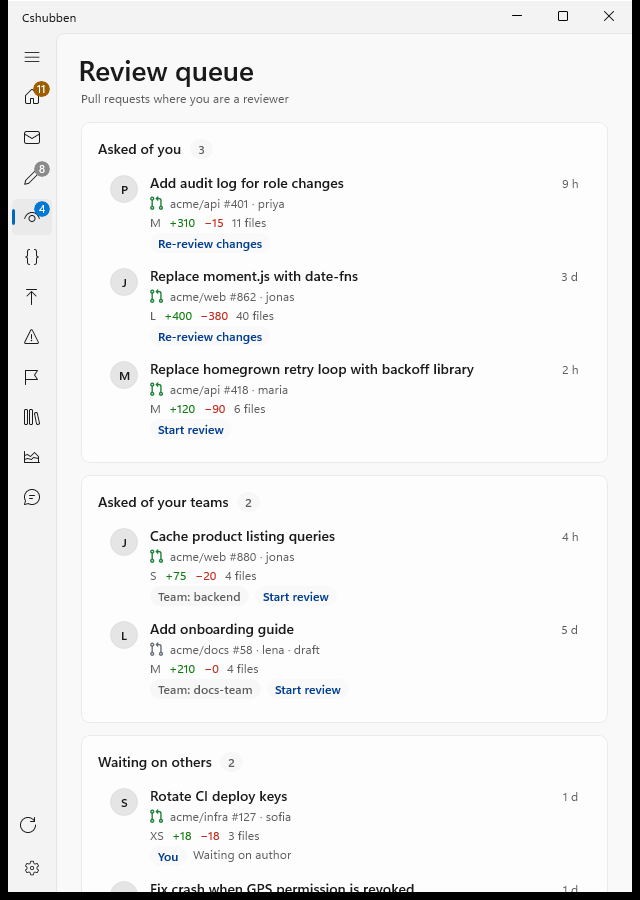 Cshubben
11
8
4
Review queue
Pull requests where you are a reviewer
Asked of you 3
P Add audit log for role changes 9 h
acme/api #401 · priya
M +310 −15 11 files
Re-review changes
J Replace moment.js with date-fns 3 d
acme/web #862 · jonas
L +400 −380 40 files
Re-review changes
M Replace homegrown retry loop with backoff library 2 h
acme/api #418 · maria
M +120 −90 6 files
Start review
Asked of your teams 2
J Cache product listing queries 4 h
acme/web #880 · jonas
S +75 −20 4 files
Team: backend Start review
L Add onboarding guide 5 d
acme/docs #58 · lena · draft
M +210 −0 4 files
Team: docs-team Start review
Waiting on others 2
S Rotate CI deploy keys 1 d
acme/infra #127 · sofia
XS +18 −18 3 files
You Waiting on author
Fix crash when GPS permission is revoked 1 d